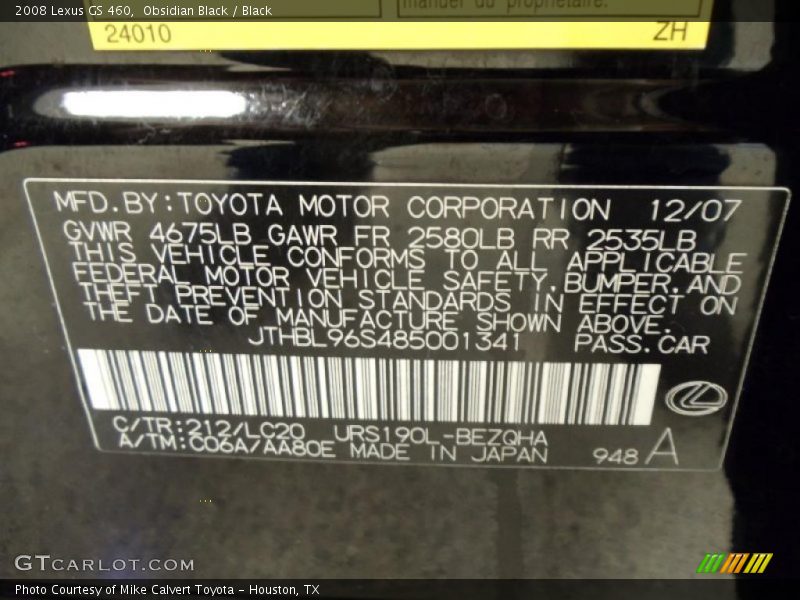 2008 Lexus GS 460, Obsidian Black / Black
manuel du propriétaire.
24010 ZH
MFD.BY:TOYOTA MOTOR CORPORATION 12/07
GVWR 4675LB GAWR FR 2580LB RR 2535LB
THIS VEHICLE CONFORMS TO ALL APPLICABLE
FEDERAL MOTOR VEHICLE SAFETY,BUMPER,AND
THEFT PREVENTION STANDARDS IN EFFECT ON
THE DATE OF MANUFACTURE SHOWN ABOVE.
JTHBL96S485001341 PASS.CAR
C/TR:212/LC20 URS190L-BEZQHA
A/TM:C06A/AA80E MADE IN JAPAN 948 A
GTCARLOT.COM
Photo Courtesy of Mike Calvert Toyota – Houston, TX